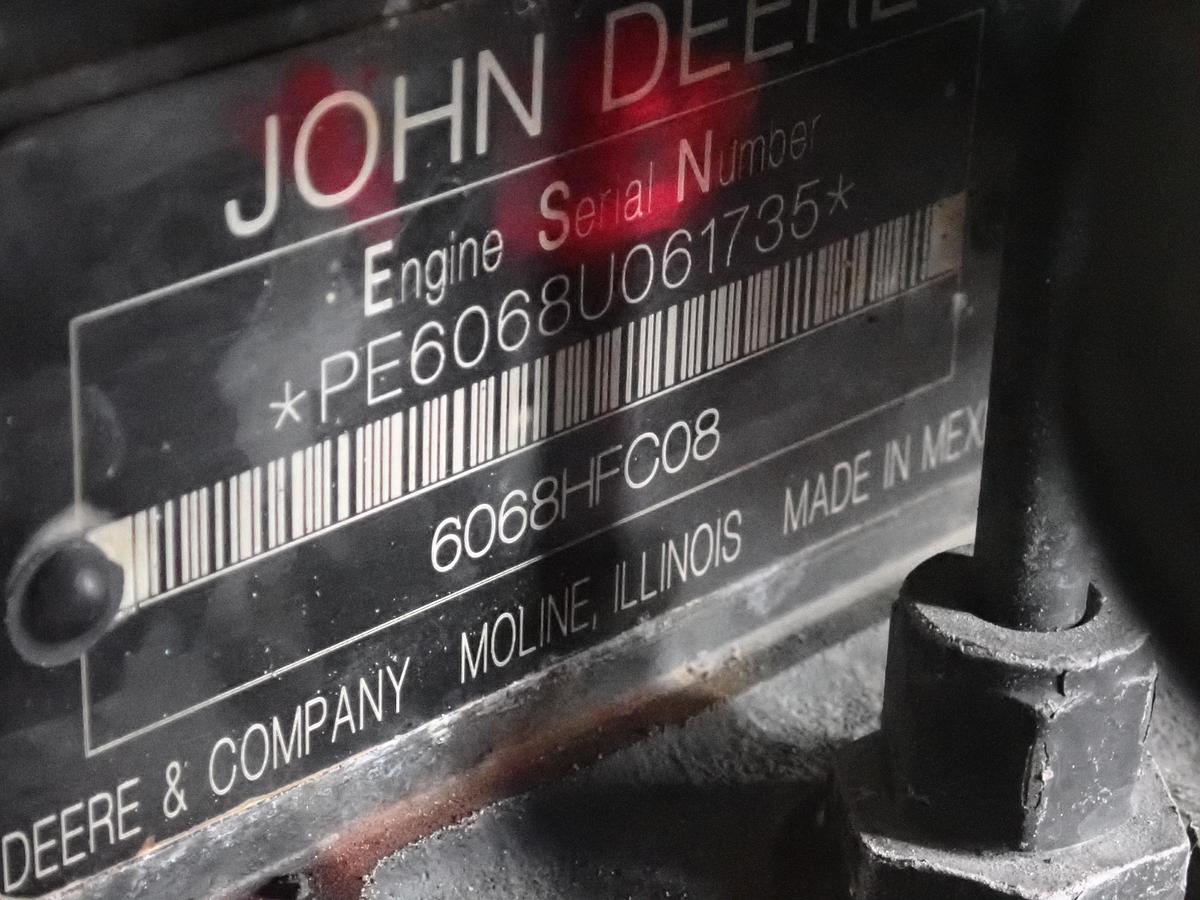 JOHN DEERE
Engine Serial Number
*PE6068U061735*
6068HFC08
DEERE & COMPANY MOLINE, ILLINOIS MADE IN MEX